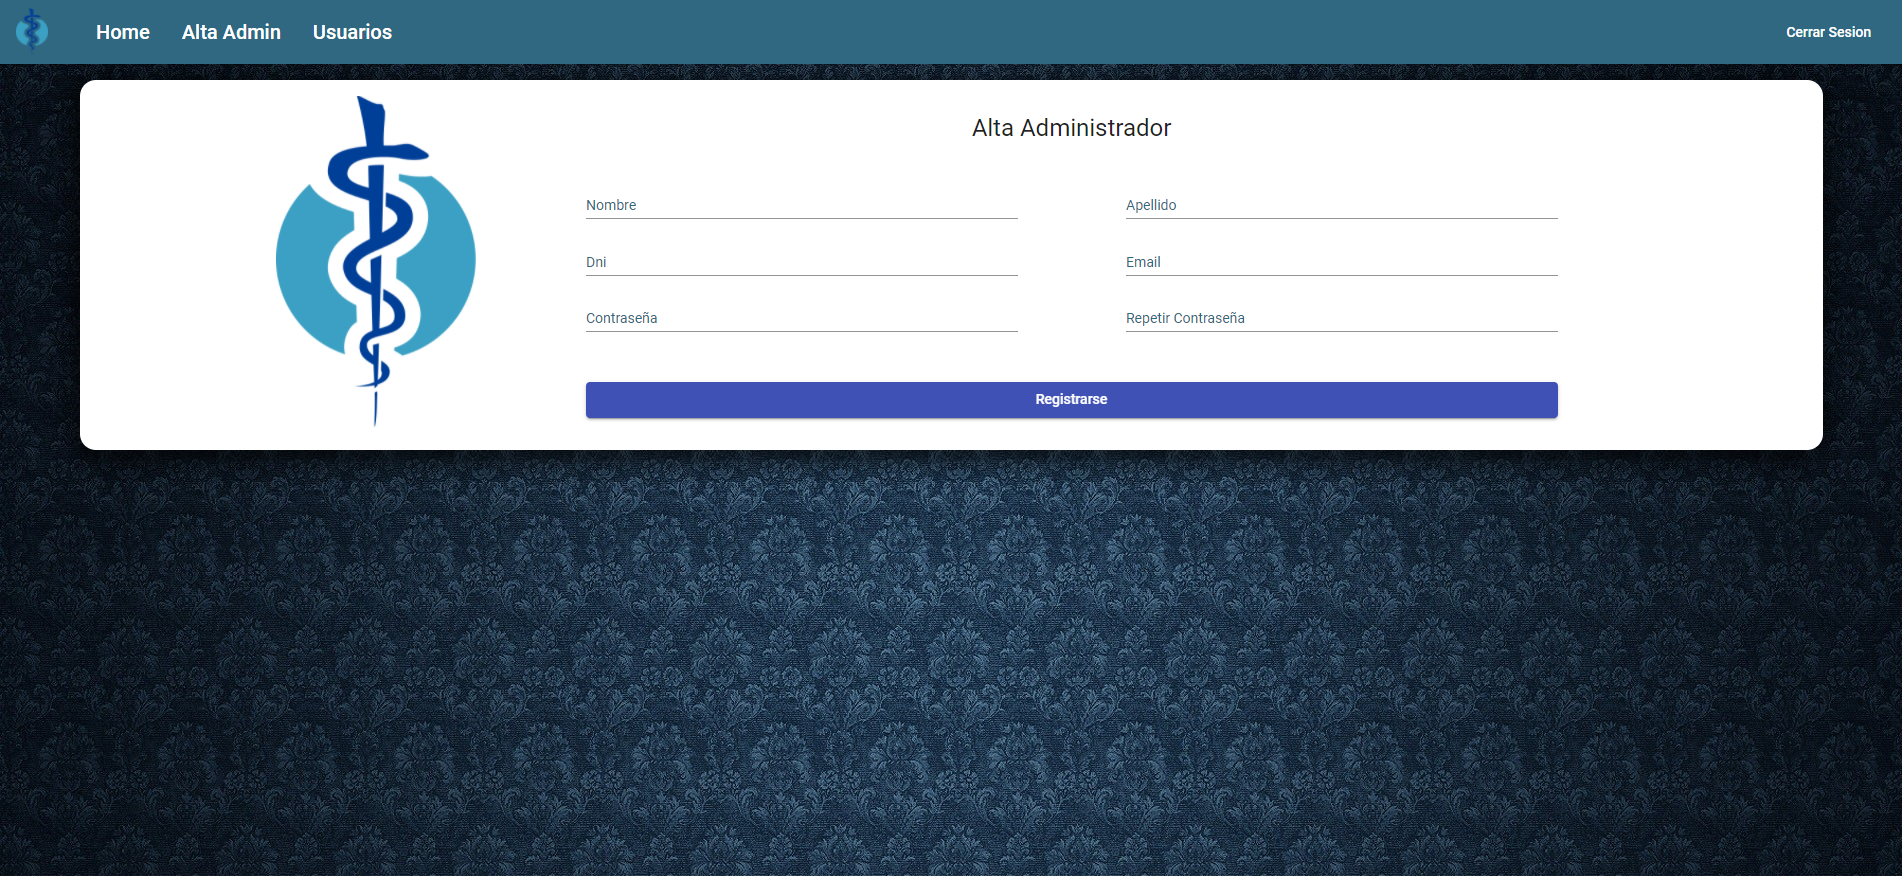 Home Alta Admin Usuarios Cerrar Sesion
Alta Administrador
Nombre Apellido
Dni Email
Contraseña Repetir Contraseña
Registrarse